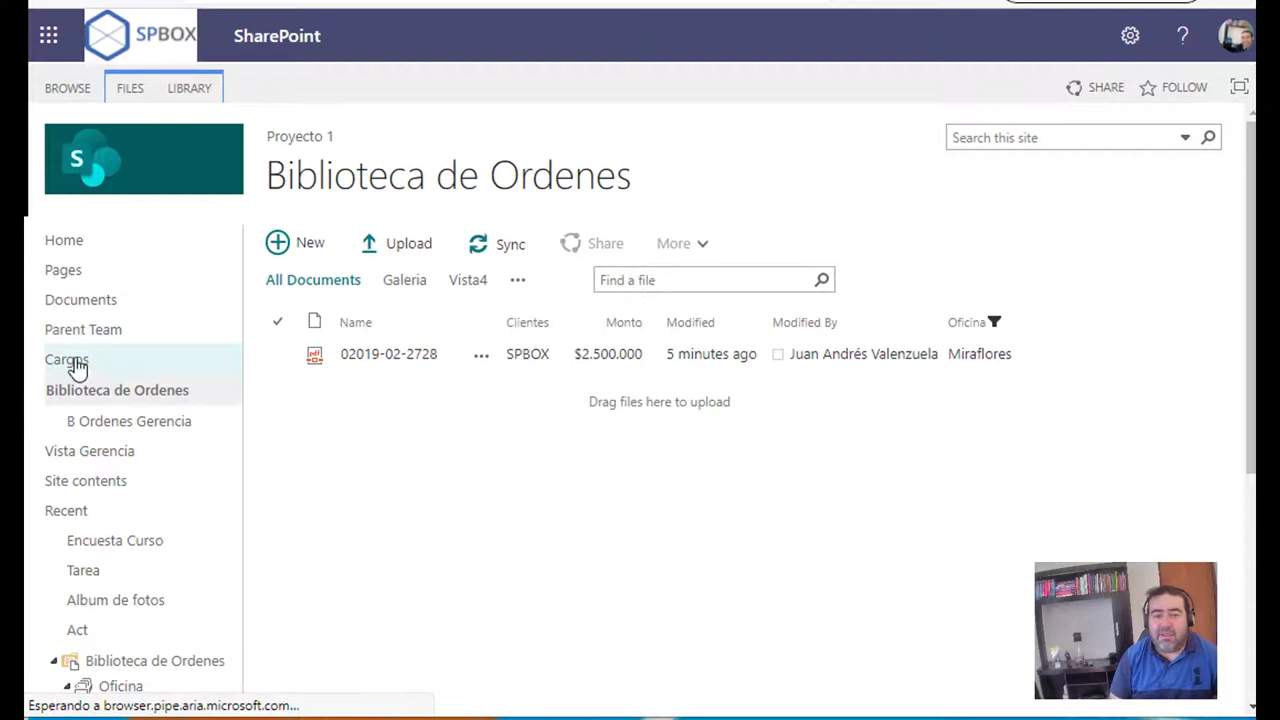 SPBOX SharePoint
BROWSE FILES LIBRARY SHARE FOLLOW
S Proyecto 1 Search this site
Biblioteca de Ordenes
Home New Upload Sync Share More
Pages All Documents Galeria Vista4 ... Find a file
Documents Name Clientes Monto Modified Modified By Oficina
Parent Team
Cargos pdf 02019-02-2728 ... SPBOX $2.500.000 5 minutes ago Juan Andrés Valenzuela Miraflores
Biblioteca de Ordenes Drag files here to upload
B Ordenes Gerencia
Vista Gerencia
Site contents
Recent
Encuesta Curso
Tarea
Album de fotos
Act
Biblioteca de Ordenes
Oficina
Esperando a browser.pipe.aria.microsoft.com...